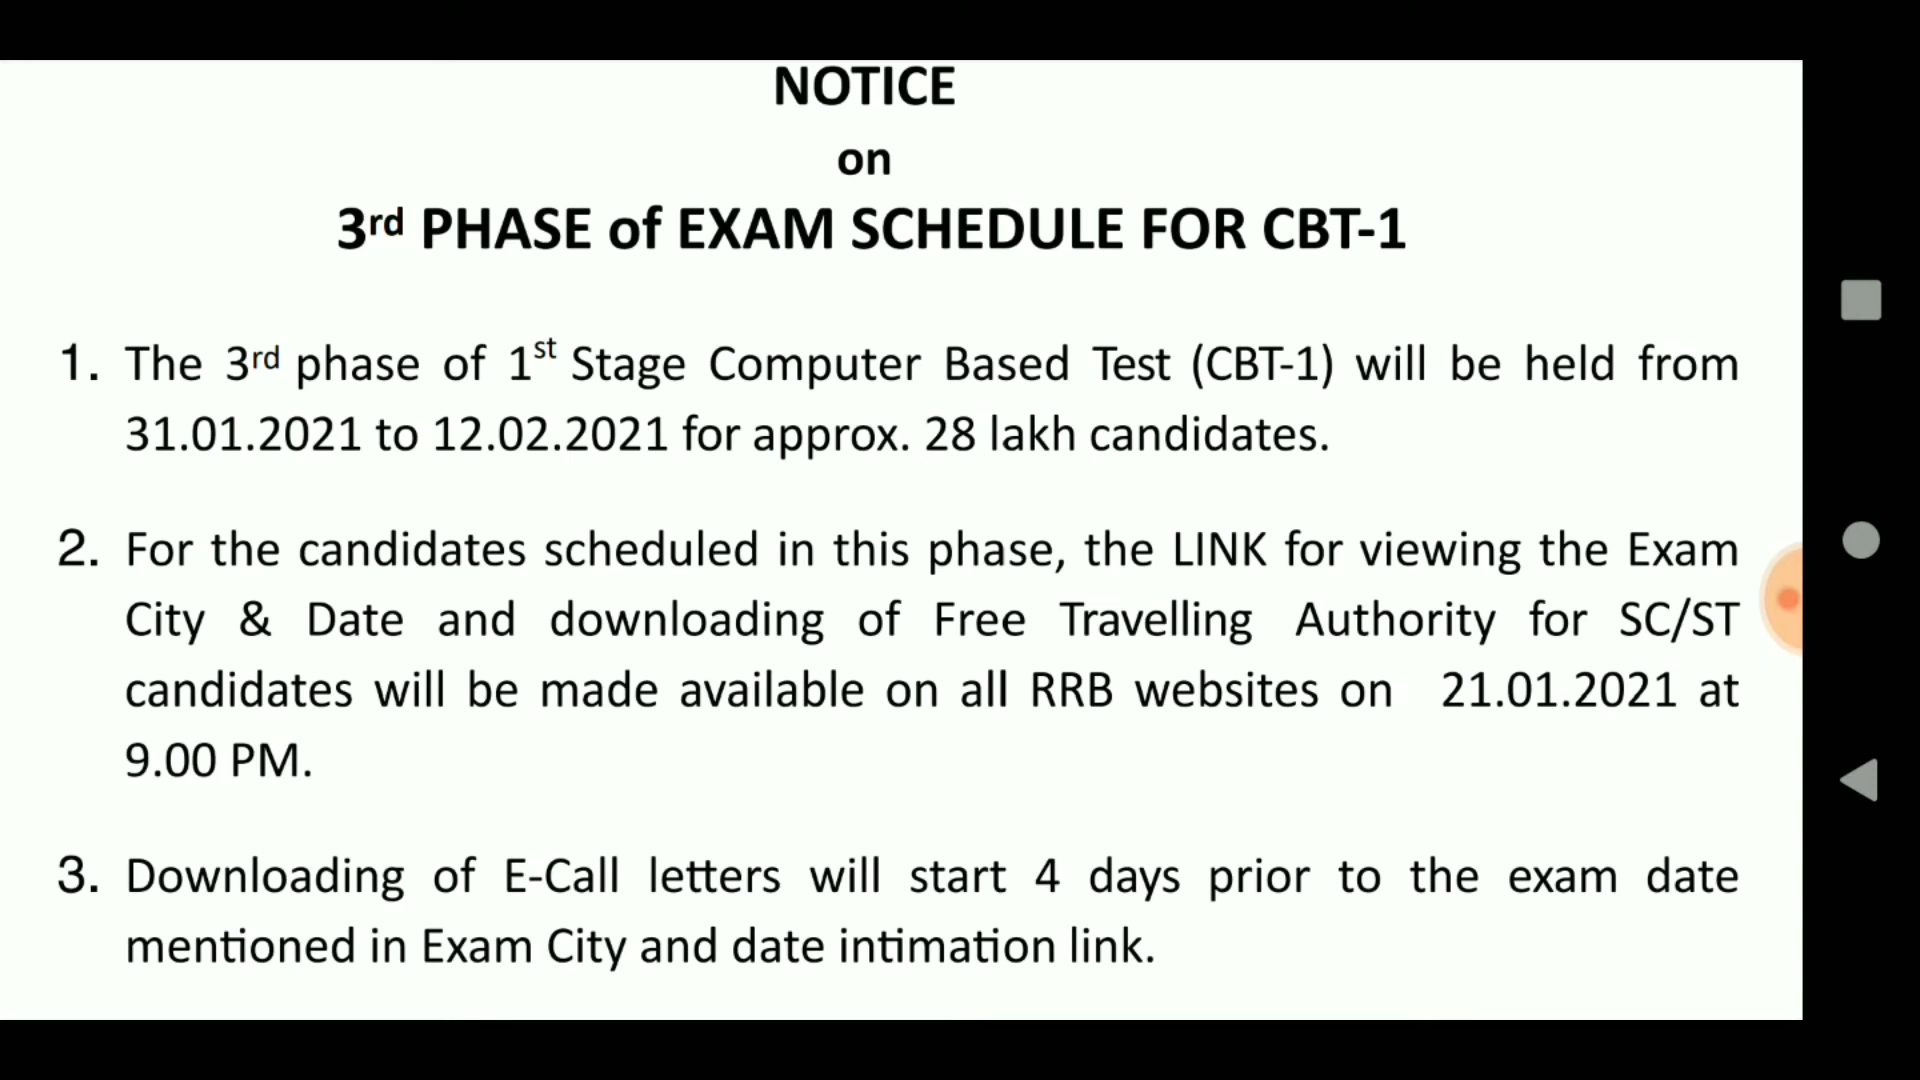 NOTICE
on
3rd PHASE of EXAM SCHEDULE FOR CBT-1
1. The 3rd phase of 1st Stage Computer Based Test (CBT-1) will be held from
31.01.2021 to 12.02.2021 for approx. 28 lakh candidates.
2. For the candidates scheduled in this phase, the LINK for viewing the Exam
City & Date and downloading of Free Travelling Authority for SC/ST
candidates will be made available on all RRB websites on 21.01.2021 at
9.00 PM.
3. Downloading of E-Call letters will start 4 days prior to the exam date
mentioned in Exam City and date intimation link.